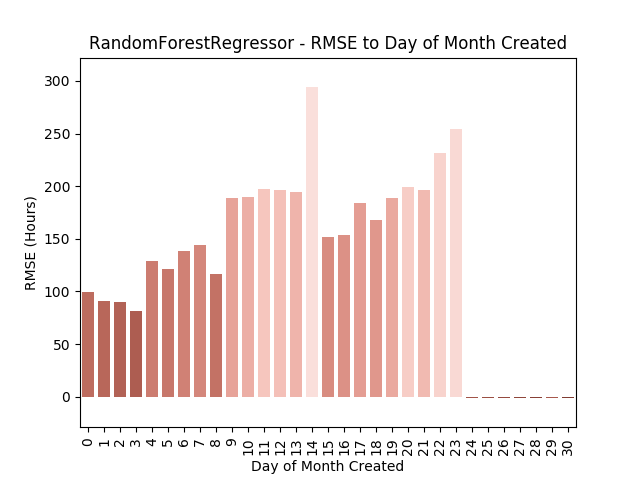 RandomForestRegressor - RMSE to Day of Month Created
RMSE (Hours)
300
250
200
150
100
50
0
0 1 2 3 4 5 6 7 8 9 10 11 12 13 14 15 16 17 18 19 20 21 22 23 24 25 26 27 28 29 30
Day of Month Created